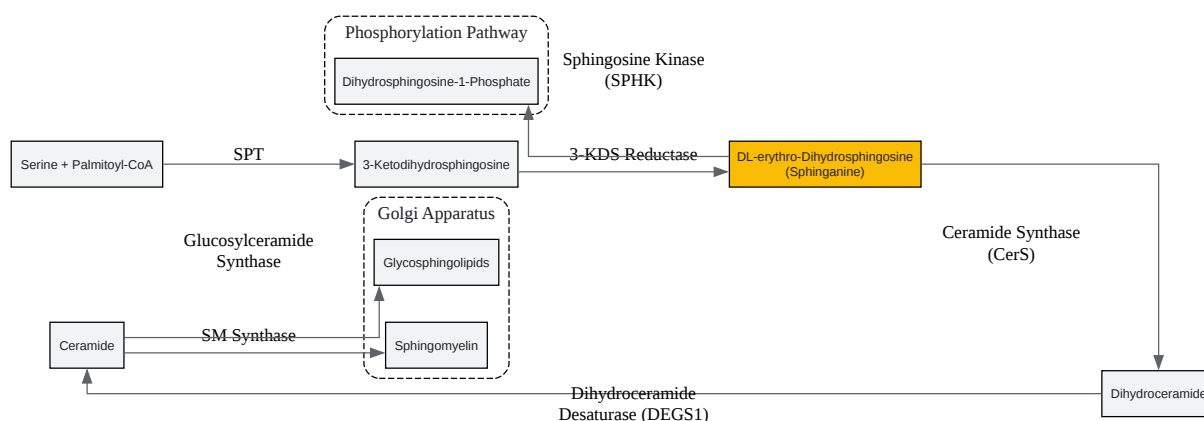 Phosphorylation Pathway
Dihydrosphingosine-1-Phosphate
Sphingosine Kinase
(SPHK)
Serine + Palmitoyl-CoA
SPT
3-Ketodihydrosphingosine
3-KDS Reductase
DL-erythro-Dihydrosphingosine
(Sphinganine)
Golgi Apparatus
Glucosylceramide
Synthase
Glycosphingolipids
Ceramide Synthase
(CerS)
Ceramide
SM Synthase
Sphingomyelin
Dihydroceramide
Desaturase (DEGS1)
Dihydroceramide